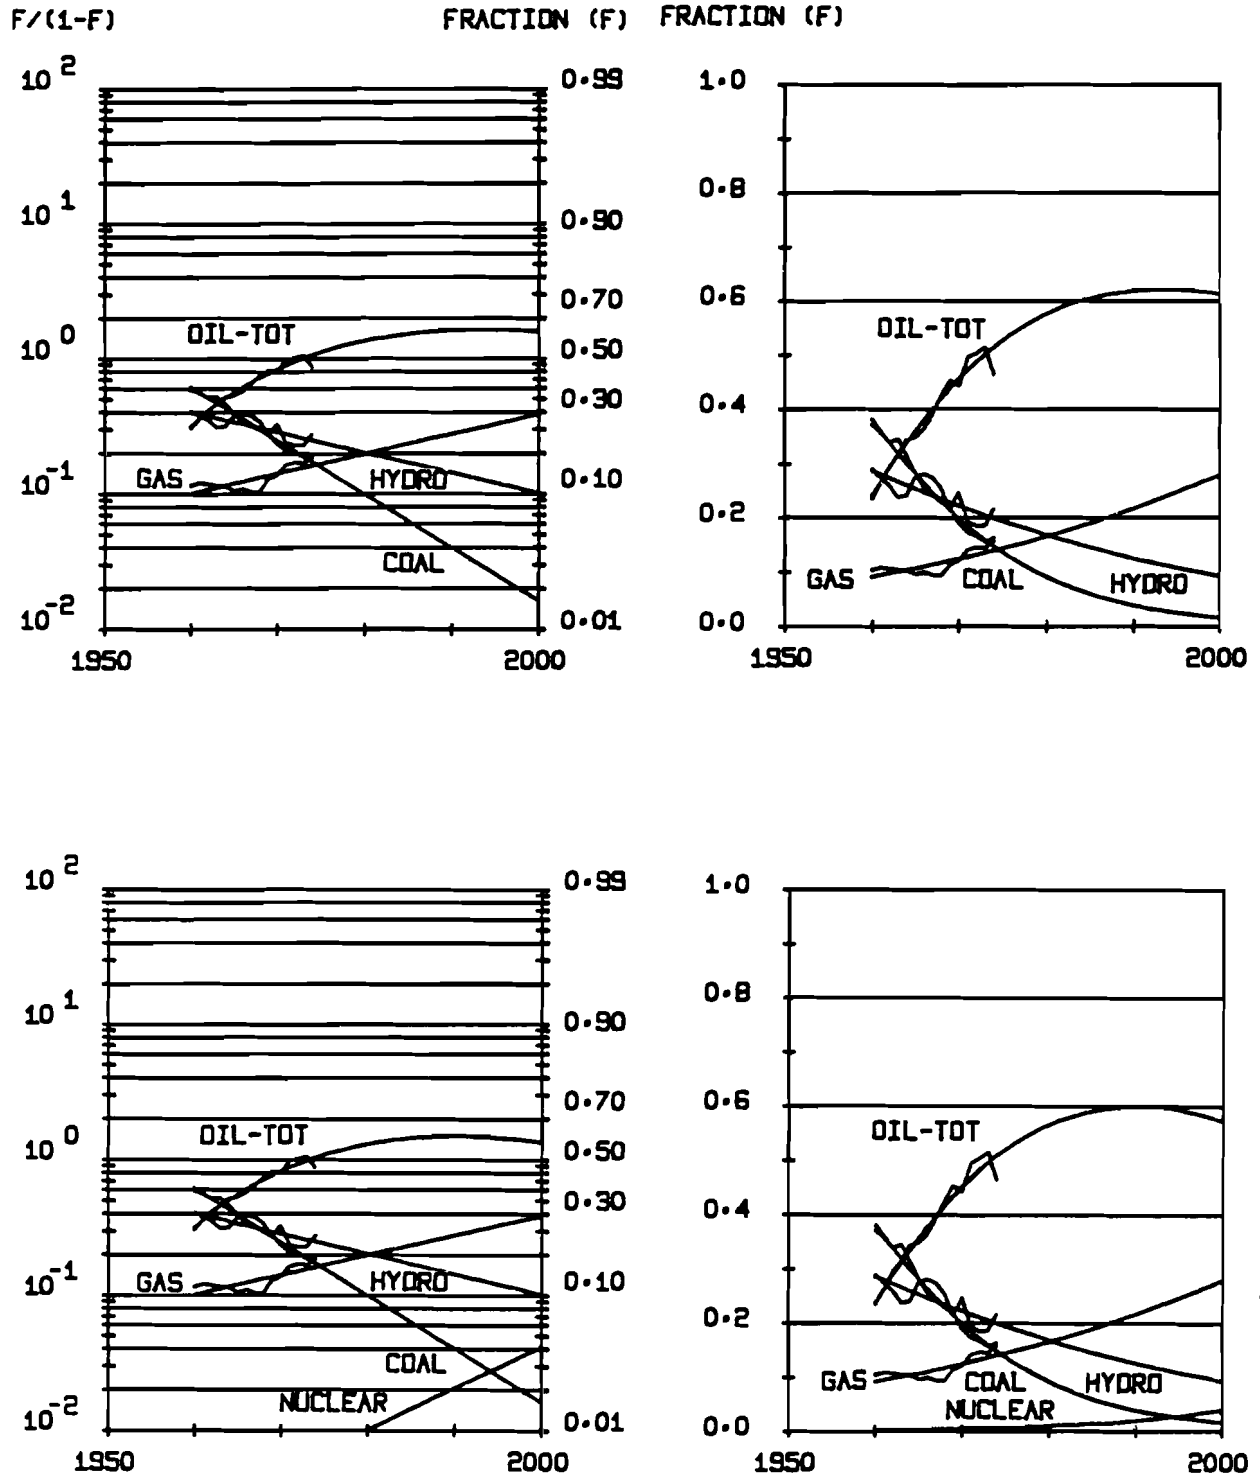 F/(1-F) FRACTION (F) FRACTION (F)
10 2 0.99 1.0
0.8
10 1 0.90
0.70 0.6
OIL-TOT OIL-TOT
10 0 0.50
0.30 0.4
GAS HYDRO
10 -1 0.10
0.2
COAL GAS COAL HYDRO
10 -2 0.01 0.0
1950 2000 1950 2000
10 2 0.99 1.0
0.8
10 1 0.90
0.70 0.6
OIL-TOT OIL-TOT
10 0 0.50
0.30 0.4
GAS HYDRO
10 -1 0.10
0.2
COAL GAS COAL HYDRO
NUCLEAR NUCLEAR
10 -2 0.01 0.0
1950 2000 1950 2000